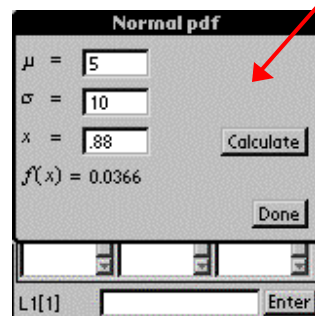 Normal pdf
μ = 5
σ = 10
x = .88
Calculate
f(x) = 0.0366
Done
L1[1]
Enter